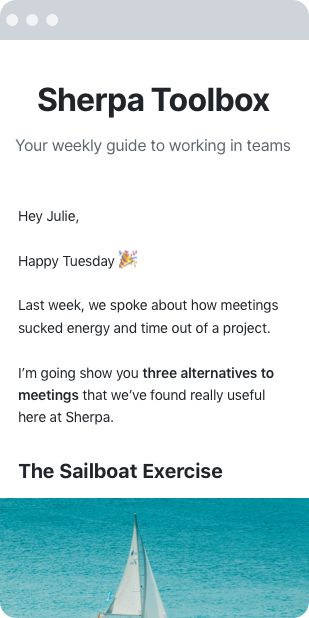 Sherpa Toolbox
Your weekly guide to working in teams
Hey Julie,
Happy Tuesday 🎉
Last week, we spoke about how meetings
sucked energy and time out of a project.
I’m going show you three alternatives to
meetings that we’ve found really useful
here at Sherpa.
The Sailboat Exercise